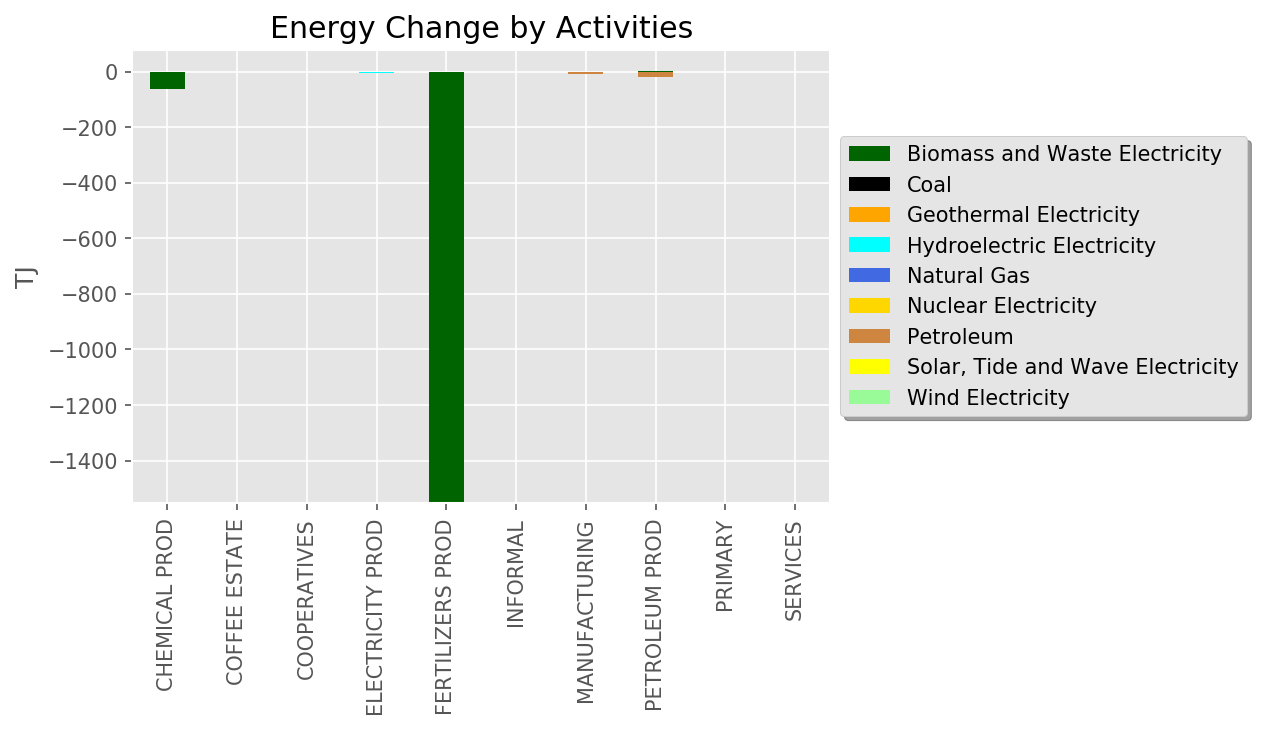 Energy Change by Activities
TJ
0
−200
−400
−600
−800
−1000
−1200
−1400
CHEMICAL PROD
COFFEE ESTATE
COOPERATIVES
ELECTRICITY PROD
FERTILIZERS PROD
INFORMAL
MANUFACTURING
PETROLEUM PROD
PRIMARY
SERVICES
Biomass and Waste Electricity
Coal
Geothermal Electricity
Hydroelectric Electricity
Natural Gas
Nuclear Electricity
Petroleum
Solar, Tide and Wave Electricity
Wind Electricity